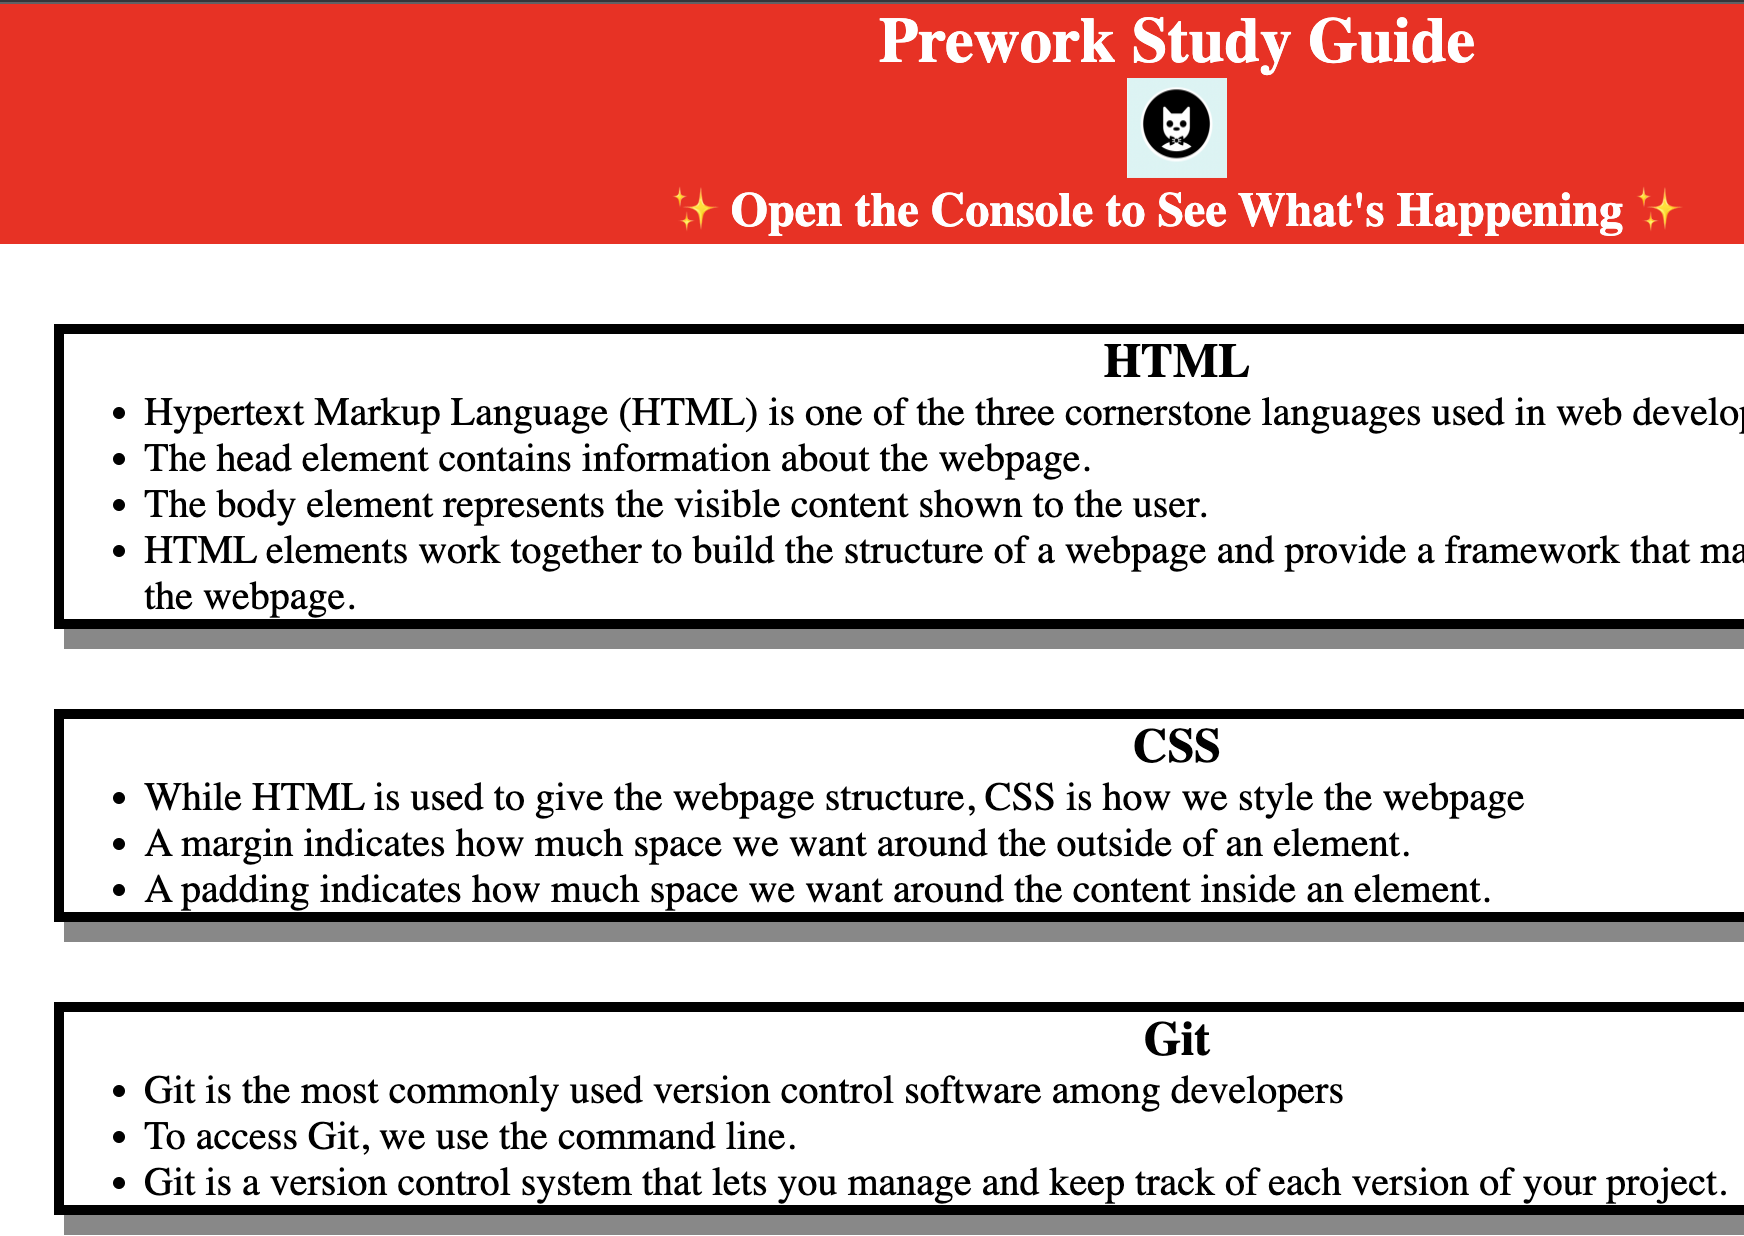 Prework Study Guide
✨ Open the Console to See What's Happening ✨
HTML
• Hypertext Markup Language (HTML) is one of the three cornerstone languages used in web
• The head element contains information about the webpage.
• The body element represents the visible content shown to the user.
• HTML elements work together to build the structure of a webpage and provide a framework that
the webpage.
CSS
• While HTML is used to give the webpage structure, CSS is how we style the webpage
• A margin indicates how much space we want around the outside of an element.
• A padding indicates how much space we want around the content inside an element.
Git
• Git is the most commonly used version control software among developers
• To access Git, we use the command line.
• Git is a version control system that lets you manage and keep track of each version of your project.